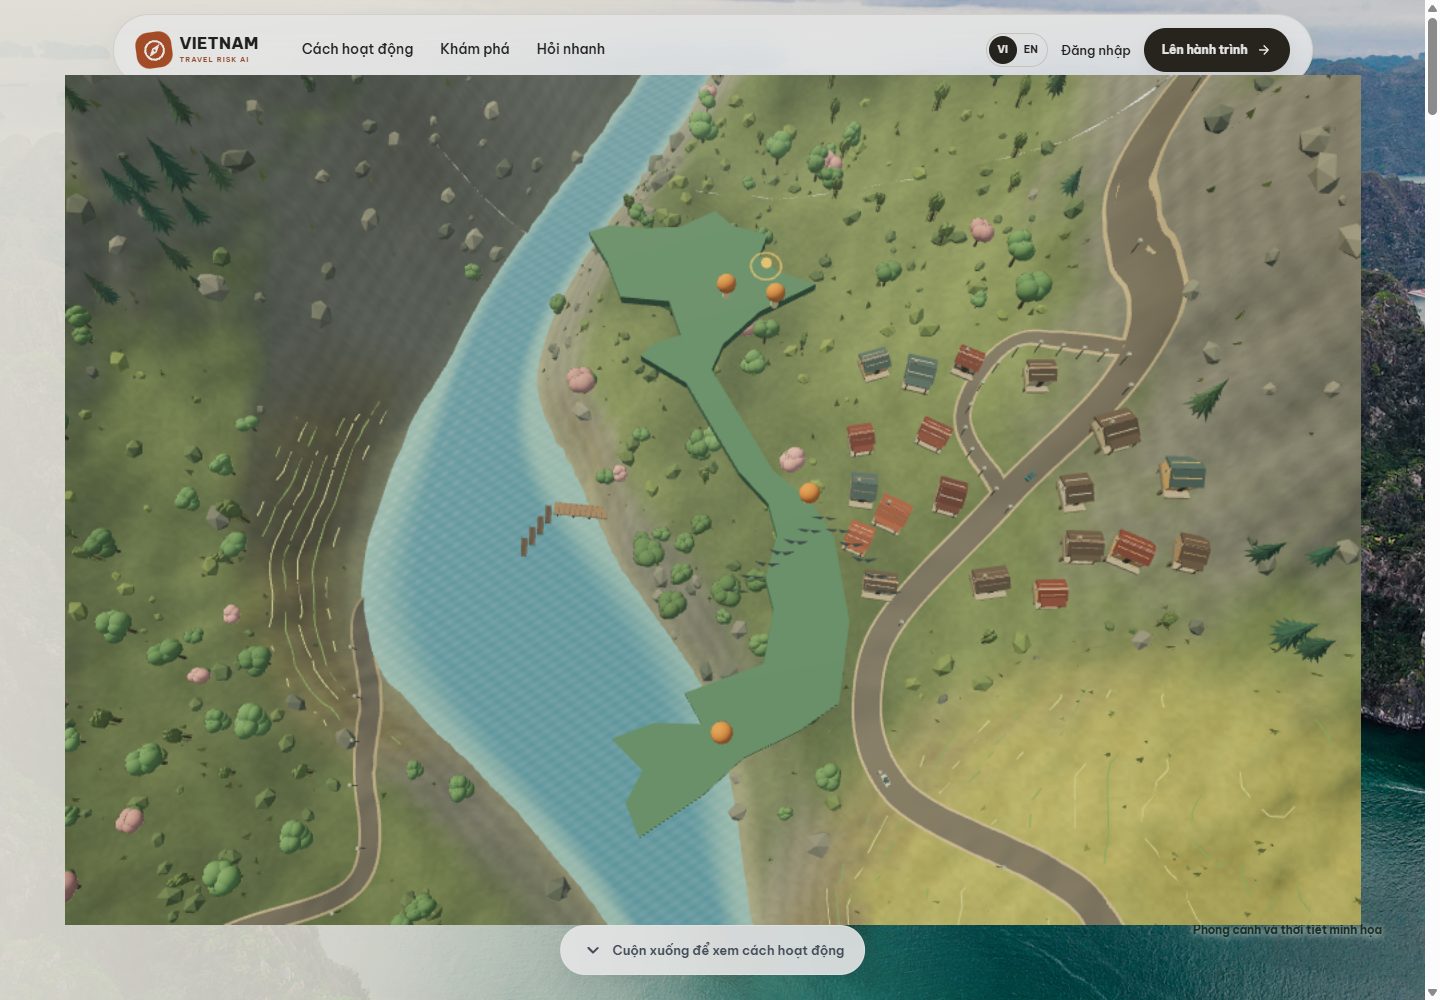 VIETNAM
TRAVEL RISK AI
Cách hoạt động
Khám phá
Hỏi nhanh
VI
EN
Đăng nhập
Lên hành trình
Cuộn xuống để xem cách hoạt động
Phong cảnh và thời tiết minh họa